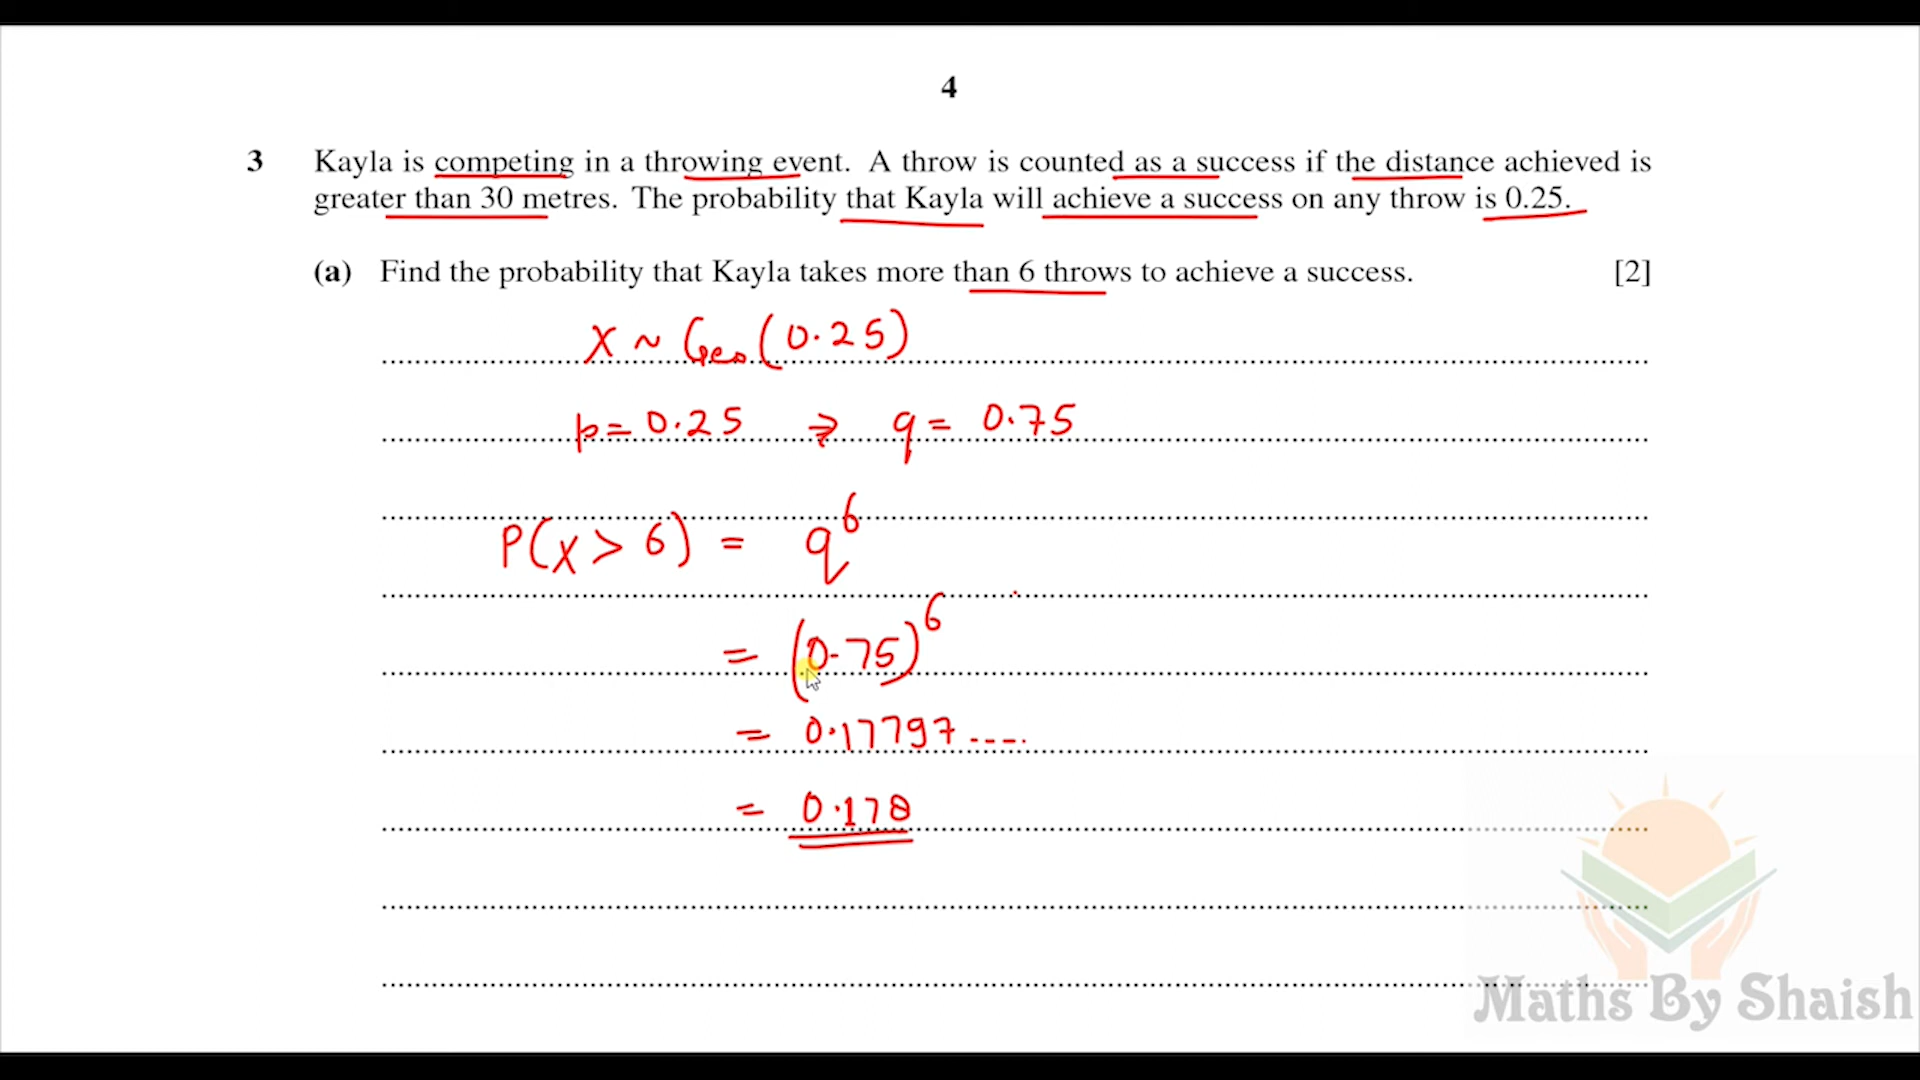 4
3 Kayla is competing in a throwing event. A throw is counted as a success if the distance achieved is
greater than 30 metres. The probability that Kayla will achieve a success on any throw is 0.25.
(a) Find the probability that Kayla takes more than 6 throws to achieve a success. [2]
X ~ Geo(0.25)
p = 0.25 ⇒ q = 0.75
P(X > 6) = q^6
= (0.75)^6
= 0.17797 ....
= 0.178
Maths By Shaish